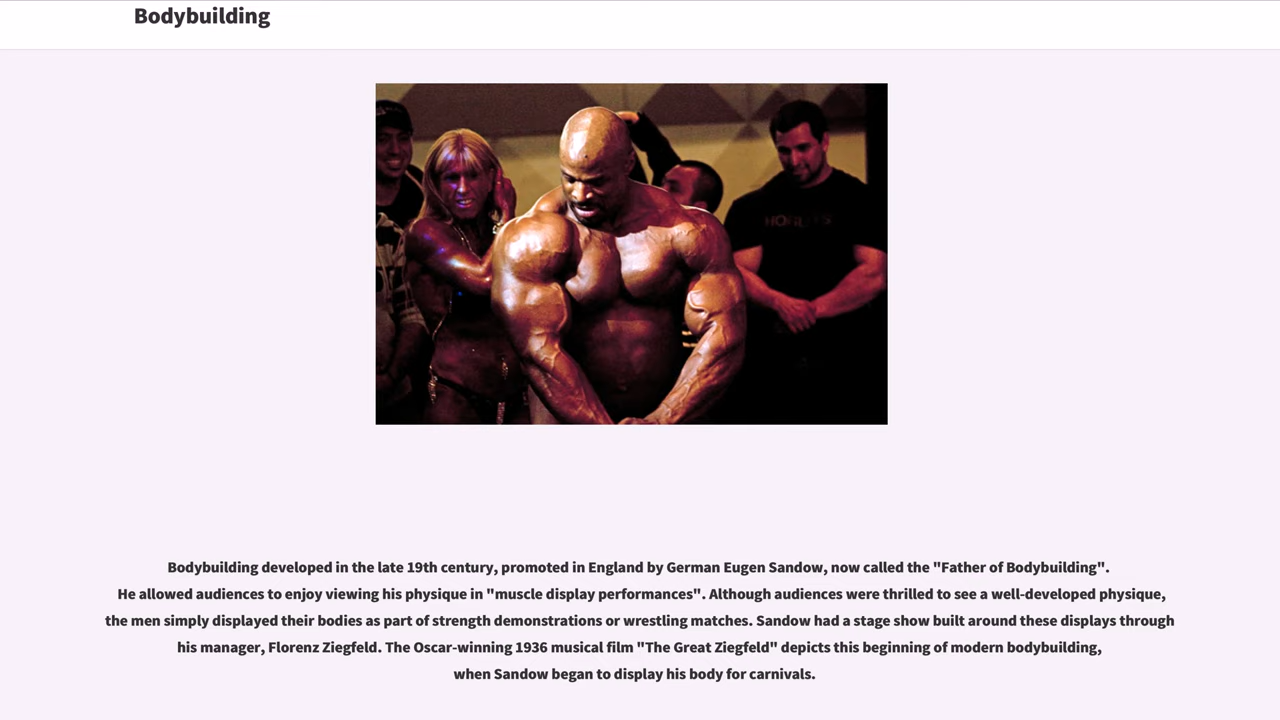 Bodybuilding
Bodybuilding developed in the late 19th century, promoted in England by German Eugen Sandow, now called the "Father of Bodybuilding".
He allowed audiences to enjoy viewing his physique in "muscle display performances". Although audiences were thrilled to see a well-developed physique,
the men simply displayed their bodies as part of strength demonstrations or wrestling matches. Sandow had a stage show built around these displays through
his manager, Florenz Ziegfeld. The Oscar-winning 1936 musical film "The Great Ziegfeld" depicts this beginning of modern bodybuilding,
when Sandow began to display his body for carnivals.